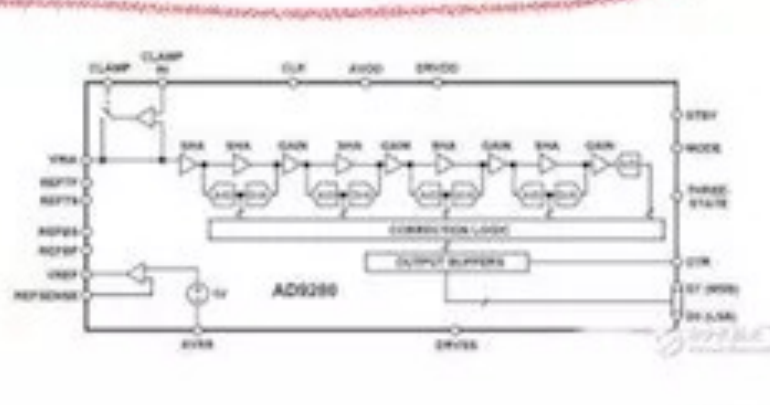 CLAMP
CLAMP
IN
CLK
AVDD
DRVDD
STBY
SHA
SHA
GAIN
SHA
GAIN
SHA
GAIN
SHA
GAIN
MODE
VINA
REFTF
REFTS
A/D
D/A
A/D
D/A
A/D
D/A
A/D
D/A
A/D
THREE-
STATE
CORRECTION LOGIC
REFBS
REFBF
OUTPUT BUFFERS
OTR
VREF
REFSENSE
1V
AD9280
D7 (MSB)
D0 (LSB)
AVSS
DRVSS